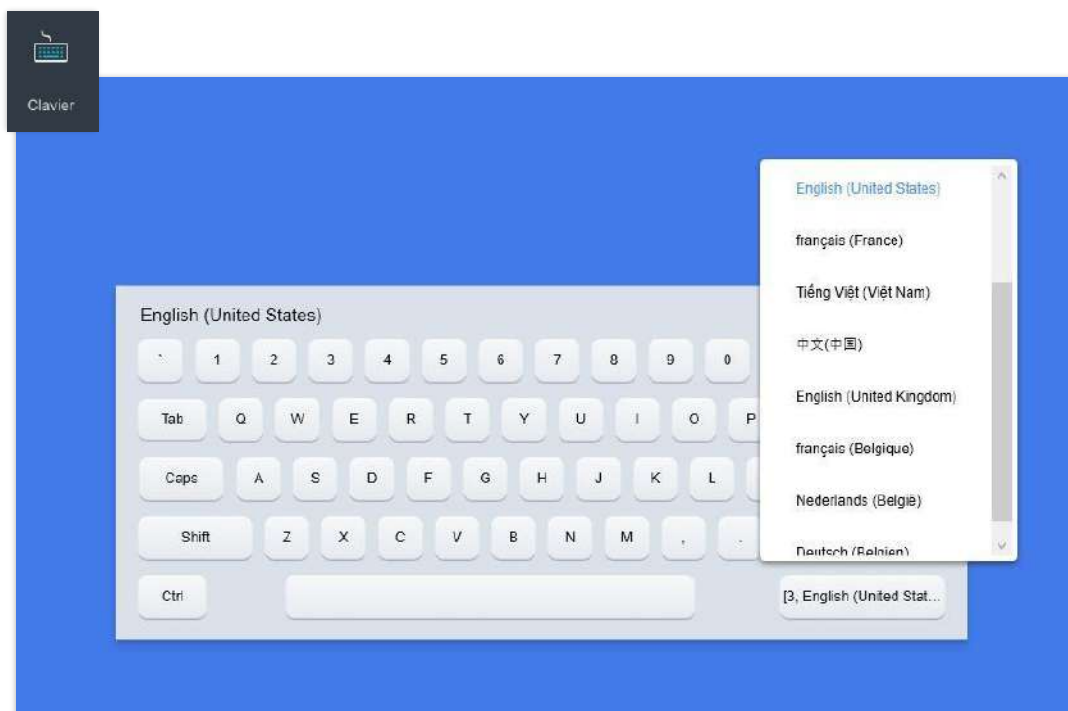 Clavier
English (United States)
français (France)
Tiếng Việt (Việt Nam)
中文(中国)
English (United Kingdom)
français (Belgique)
Nederlands (België)
Deutsch (Belgien)
English (United States)
` 1 2 3 4 5 6 7 8 9 0
Tab Q W E R T Y U I O P
Caps A S D F G H J K L
Shift Z X C V B N M , .
Ctrl [3, English (United Stat...